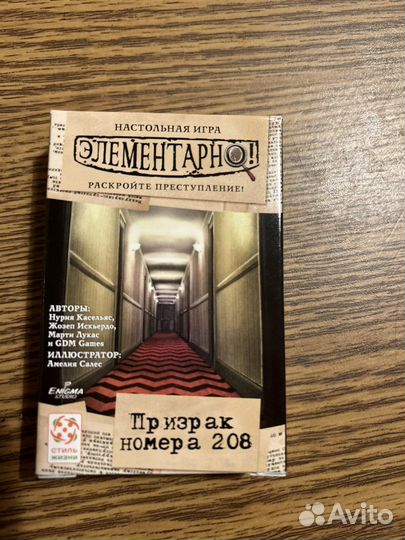 НАСТОЛЬНАЯ ИГРА
ЭЛЕМЕНТАРНО!
РАСКРОЙТЕ ПРЕСТУПЛЕНИЕ!
АВТОРЫ:
Нурия Касельяс,
Жозеп Искьердо,
Марти Лукас
и GDM Games
ИЛЛЮСТРАТОР:
Амелия Салес
ENIGMA
STUDIO
СТИЛЬ
ЖИЗНИ
Призрак
номера 208
Avito